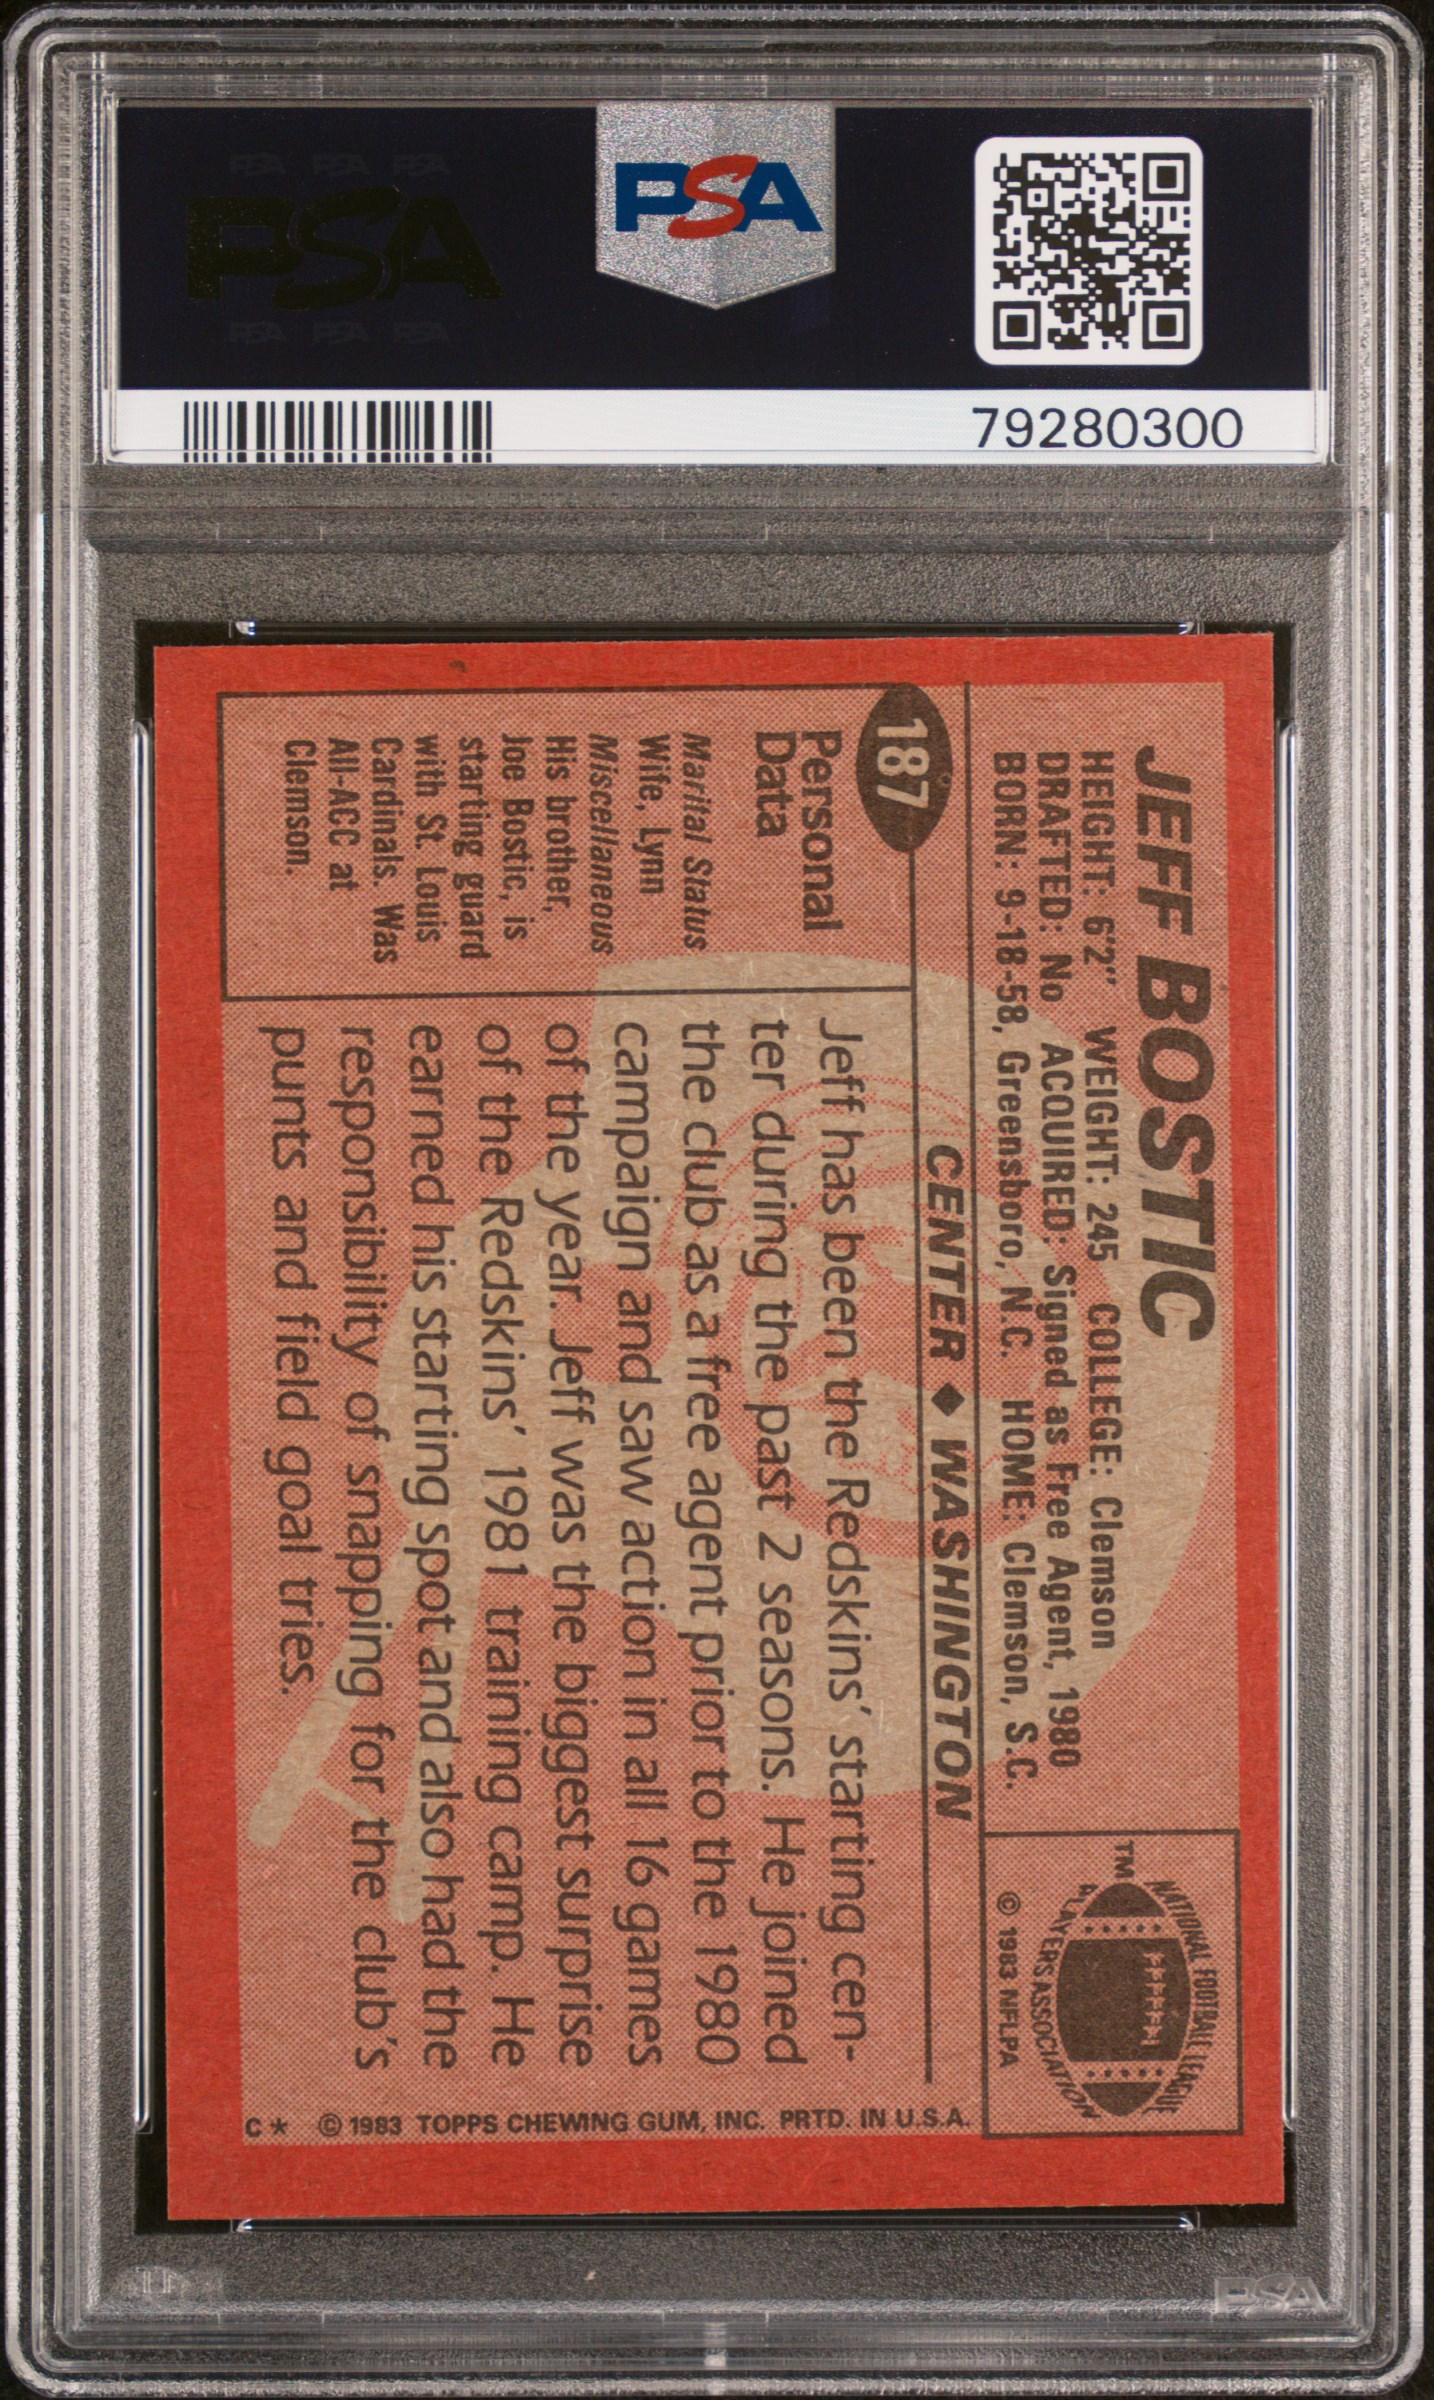 PSA PSA PSA
PSA
PSA PSA PSA
PSA
79280300
JEFF BOSTIC
HEIGHT: 6'2" WEIGHT: 245 COLLEGE: Clemson
DRAFTED: No ACQUIRED: Signed as Free Agent, 1980
BORN: 9-18-58, Greensboro, N.C. HOME: Clemson, S.C.
TM
NATIONAL FOOTBALL LEAGUE
PLAYERS ASSOCIATION
© 1983 NFLPA
187
CENTER ◆ WASHINGTON
Personal
Data
Marital Status
Wife, Lynn
Miscellaneous
His brother,
Joe Bostic, is
starting guard
with St. Louis
Cardinals. Was
All-ACC at
Clemson.
Jeff has been the Redskins' starting cen-
ter during the past 2 seasons. He joined
the club as a free agent prior to the 1980
campaign and saw action in all 16 games
of the year. Jeff was the biggest surprise
of the Redskins' 1981 training camp. He
earned his starting spot and also had the
responsibility of snapping for the club's
punts and field goal tries.
C* © 1983 TOPPS CHEWING GUM, INC. PRTD. IN U.S.A.
PSA